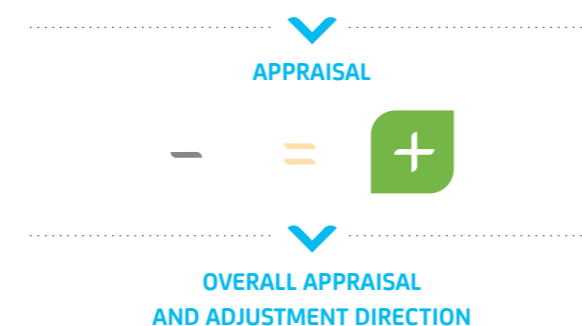 APPRAISAL
– = +
OVERALL APPRAISAL
AND ADJUSTMENT DIRECTION